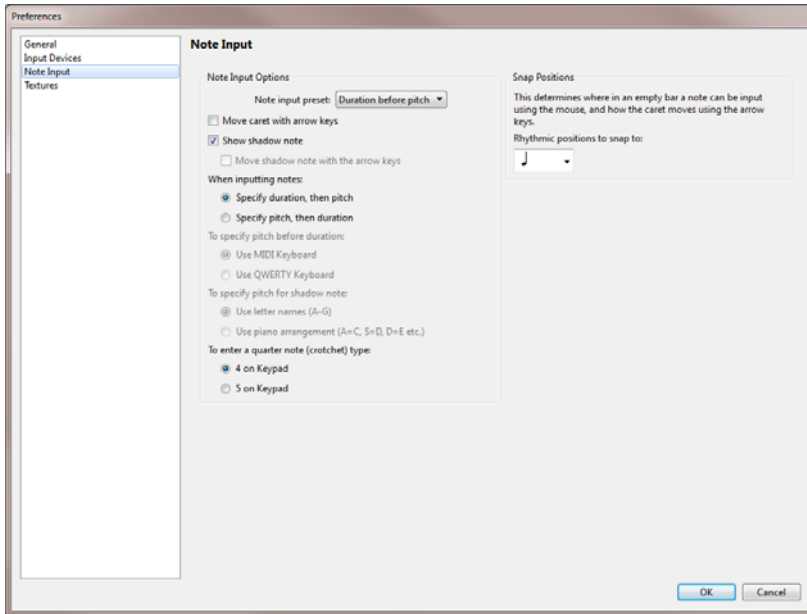 Preferences
General
Input Devices
Note Input
Textures
Note Input
Note Input Options
Note input preset: Duration before pitch
Move caret with arrow keys
Show shadow note
Move shadow note with the arrow keys
When inputting notes:
Specify duration, then pitch
Specify pitch, then duration
To specify pitch before duration:
Use MIDI Keyboard
Use QWERTY Keyboard
To specify pitch for shadow note:
Use letter names (A-G)
Use piano arrangement (A=C, S=D, D=E etc.)
To enter a quarter note (crotchet) type:
4 on Keypad
5 on Keypad
Snap Positions
This determines where in an empty bar a note can be input
using the mouse, and how the caret moves using the arrow
keys.
Rhythmic positions to snap to:
OK
Cancel